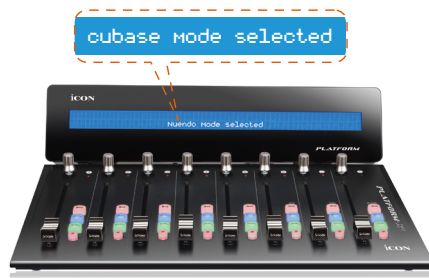 cubase Mode selected
icon
Nuendo Mode selected
PLATFORM
PLATFORM
icon